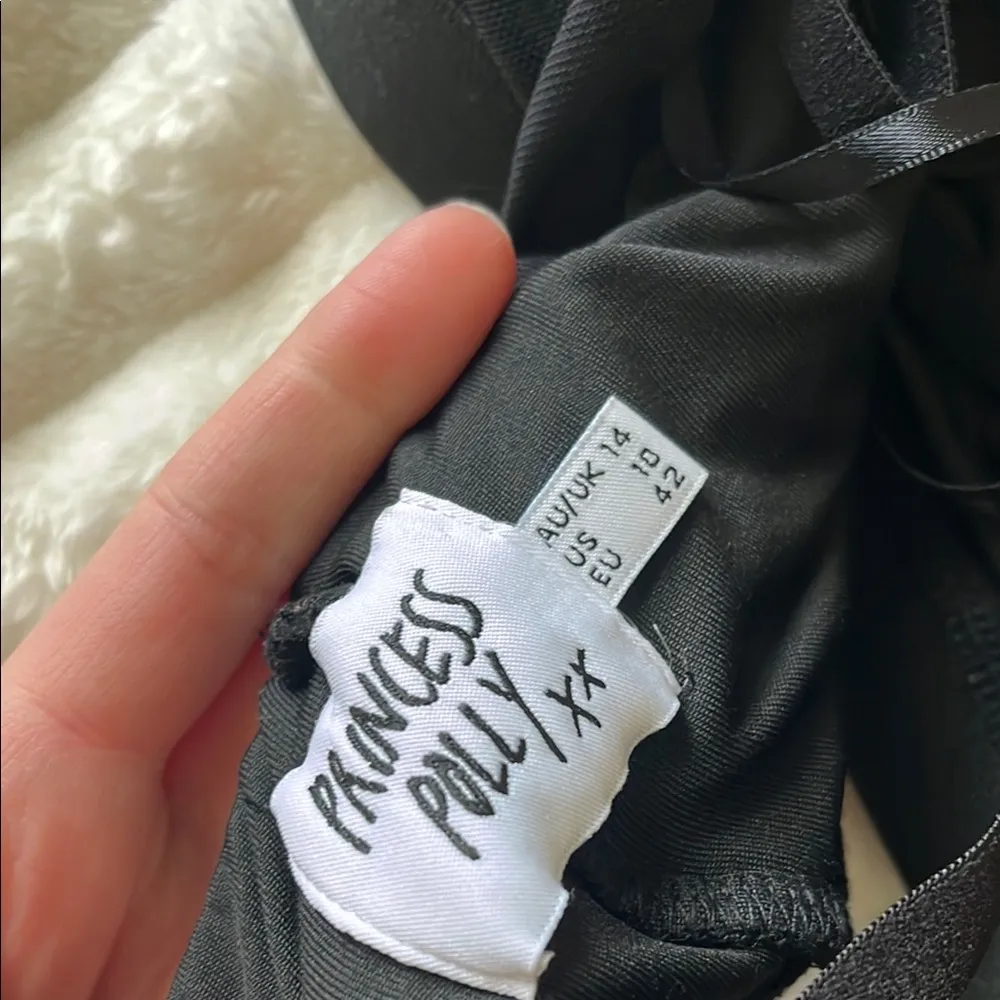 AU/UK 14
US 10
EU 42
PRINCESS
POLLY xx